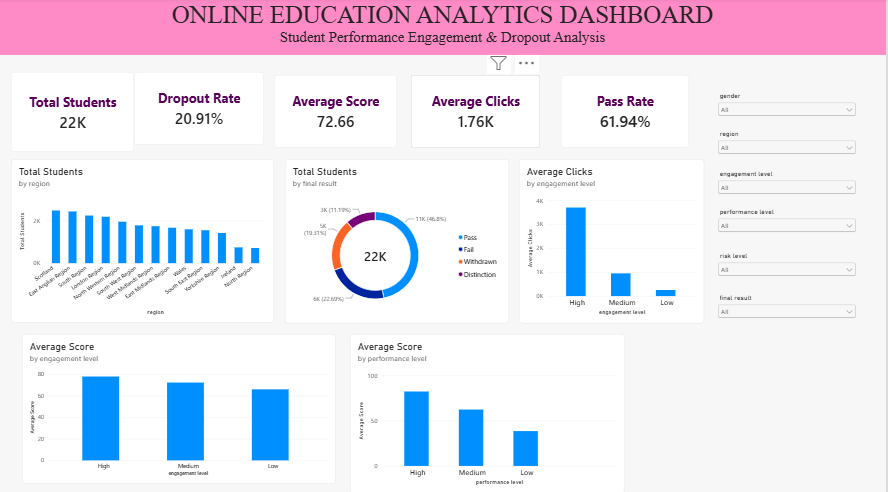 ONLINE EDUCATION ANALYTICS DASHBOARD
Student Performance Engagement & Dropout Analysis
Total Students
22K
Dropout Rate
20.91%
Average Score
72.66
Average Clicks
1.76K
Pass Rate
61.94%
gender
All
region
All
engagement level
All
performance level
All
risk level
All
final result
All
Total Students
by region
Total Students
2K
0K
Scotland
East Anglian Region
South Region
London Region
North Western Region
South West Region
West Midlands Region
East Midlands Region
Wales
South East Region
Yorkshire Region
Ireland
North Region
region
Total Students
by final result
3K (11.19%)
11K (46.8%)
5K
(19.31%)
6K (22.69%)
22K
Pass
Fail
Withdrawn
Distinction
Average Clicks
by engagement level
Average Clicks
4K
3K
2K
1K
0K
High Medium Low
engagement level
Average Score
by engagement level
Average Score
80
60
40
20
0
High Medium Low
engagement level
Average Score
by performance level
Average Score
100
50
0
High Medium Low
performance level